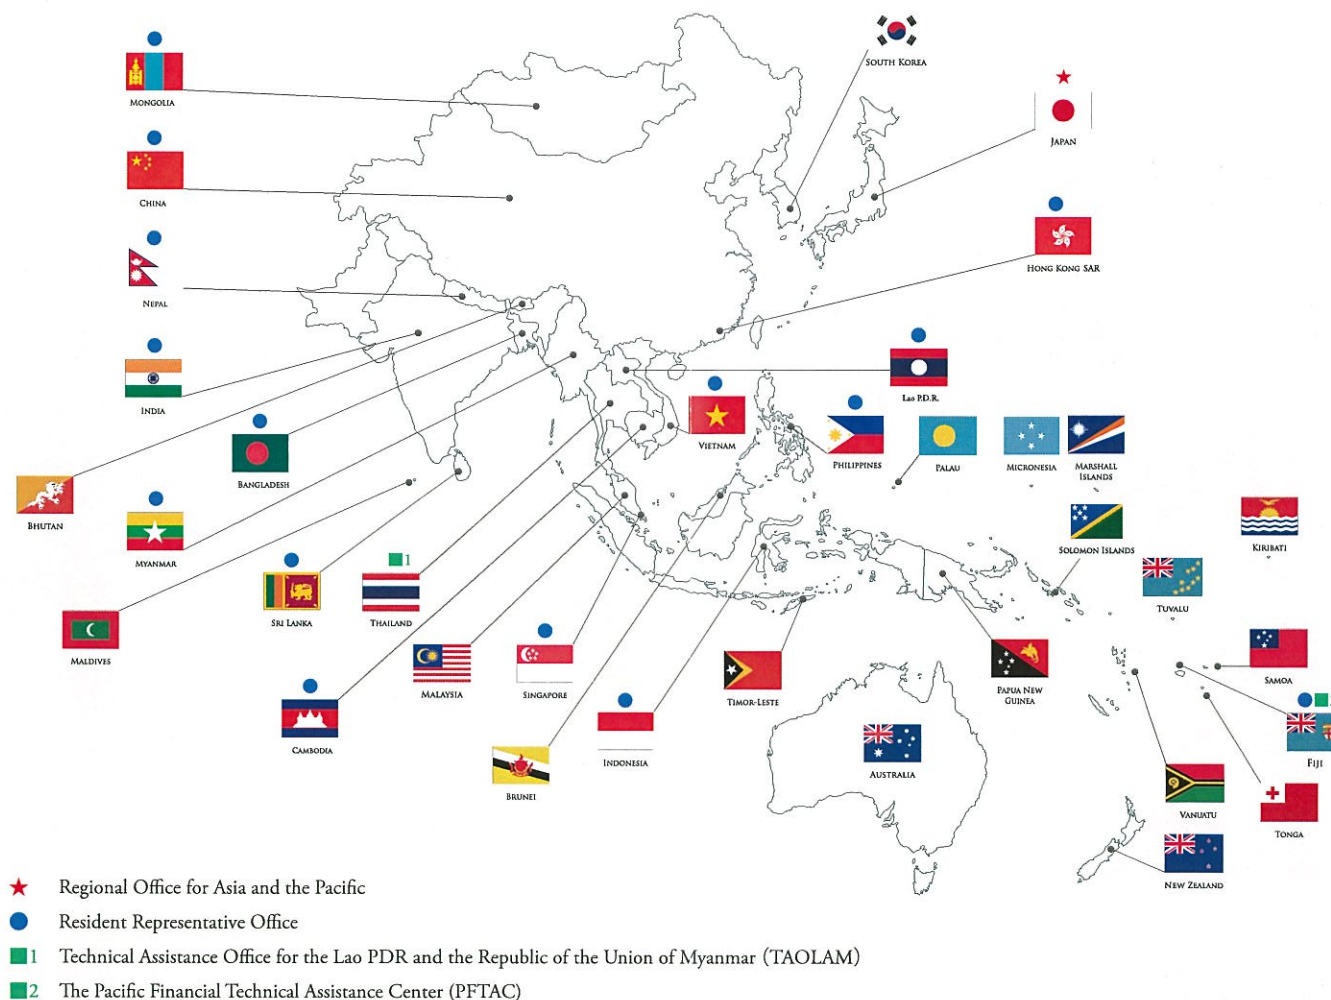 SOUTH KOREA
MONGOLIA
JAPAN
CHINA
HONG KONG SAR
NEPAL
Lao P.D.R.
INDIA
VIETNAM
PHILIPPINES
PALAU
MICRONESIA
MARSHALL
ISLANDS
BANGLADESH
BHUTAN
MYANMAR
SOLOMON ISLANDS
KIRIBATI
1
SRI LANKA
THAILAND
TUVALU
MALDIVES
MALAYSIA
SINGAPORE
TIMOR-LESTE
PAPUA NEW
GUINEA
SAMOA
CAMBODIA
INDONESIA
AUSTRALIA
FIJI
BRUNEI
VANUATU
TONGA
NEW ZEALAND
Regional Office for Asia and the Pacific
Resident Representative Office
1 Technical Assistance Office for the Lao PDR and the Republic of the Union of Myanmar (TAOLAM)
2 The Pacific Financial Technical Assistance Center (PFTAC)